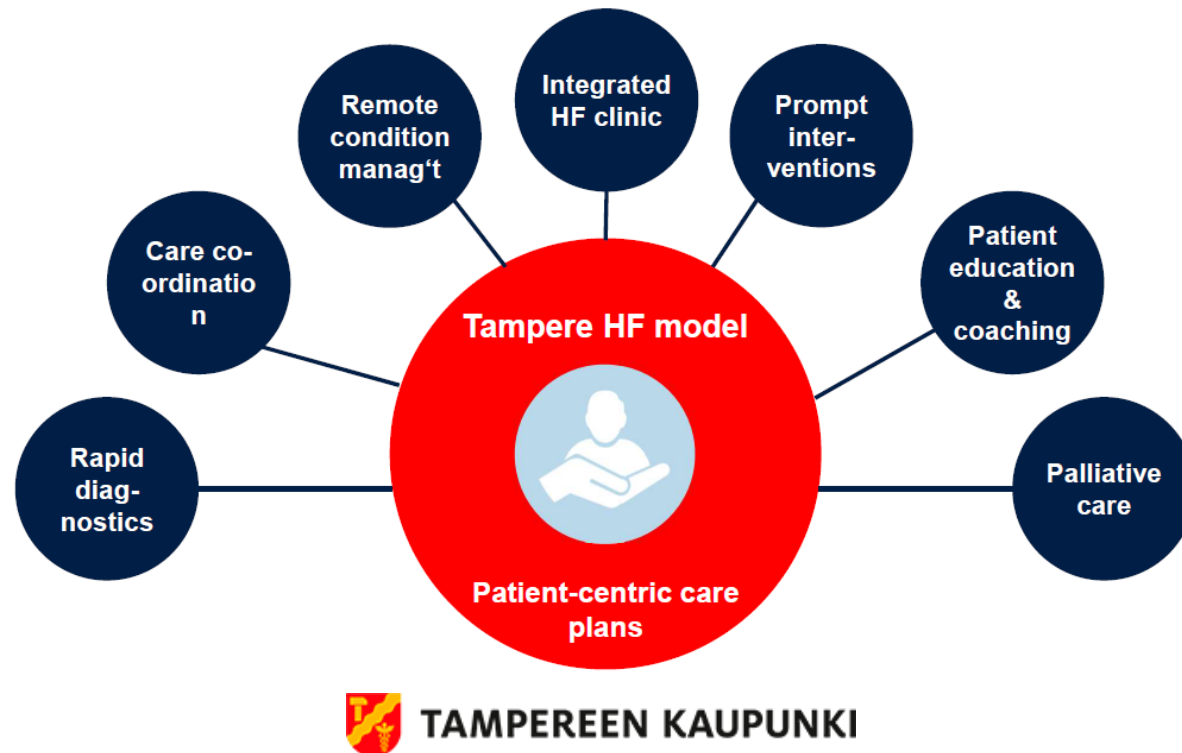 Integrated
HF clinic
Remote
condition
manag‘t
Prompt
inter-
ventions
Care co-
ordinatio
n
Patient
education
&
coaching
Tampere HF model
Rapid
diag-
nostics
Palliative
care
Patient-centric care
plans
TAMPEREEN KAUPUNKI